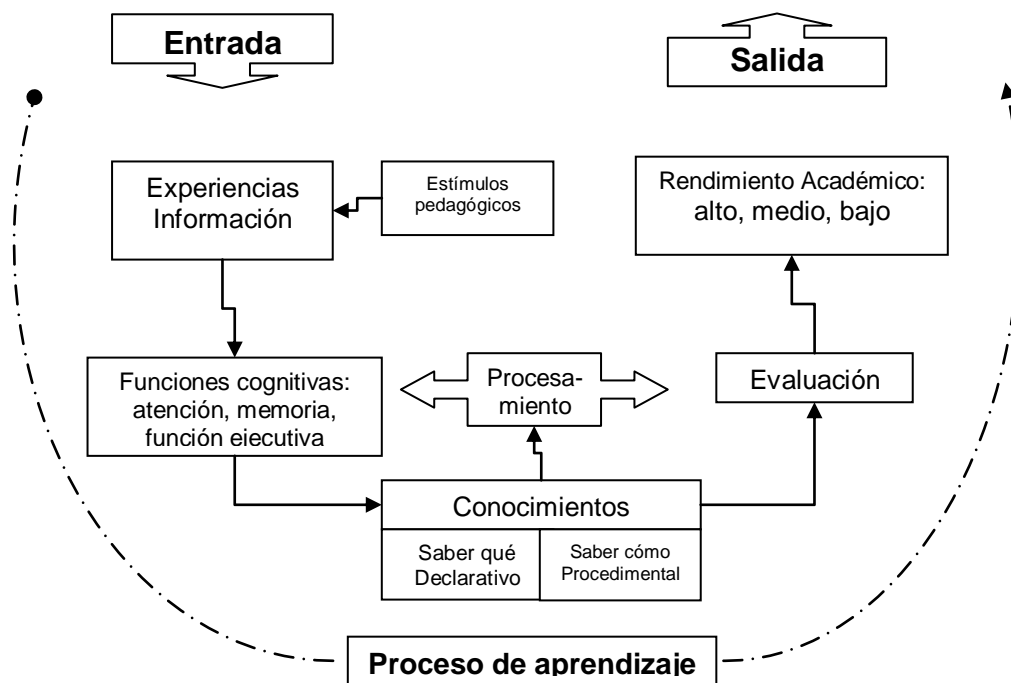 Entrada
Salida
Experiencias
Información
Estímulos
pedagógicos
Rendimiento Académico:
alto, medio, bajo
Funciones cognitivas:
atención, memoria,
función ejecutiva
Procesa-
miento
Evaluación
Conocimientos
Saber qué
Declarativo
Saber cómo
Procedimental
Proceso de aprendizaje